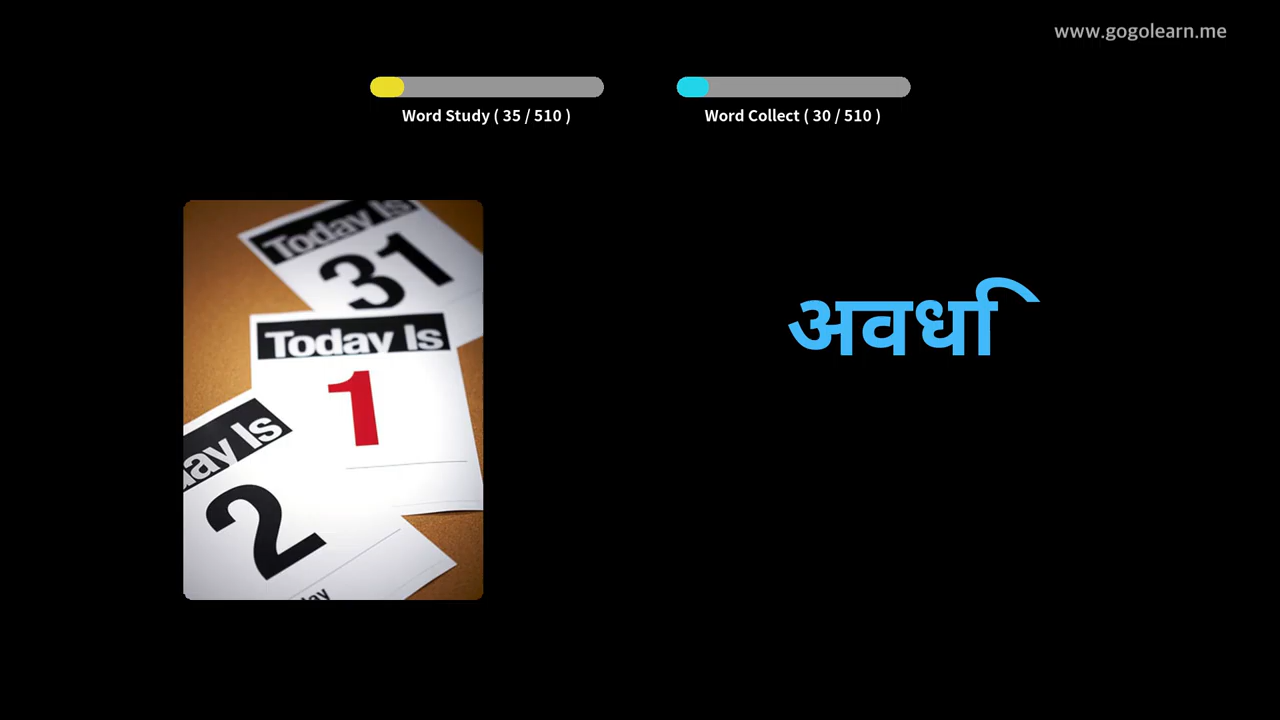 www.gogolearn.me
Word Study ( 35 / 510 )
Word Collect ( 30 / 510 )
Today Is
31
Today Is
1
ay Is
2
day
अवधि